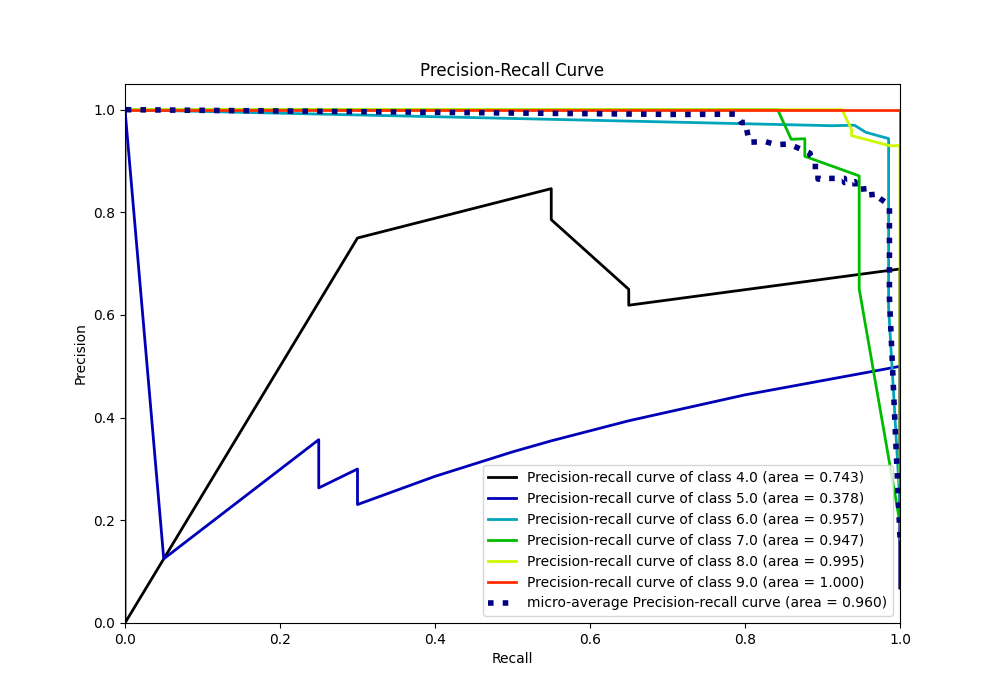 Precision-Recall Curve
Precision
1.0
0.8
0.6
0.4
0.2
0.0
0.0 0.2 0.4 0.6 0.8 1.0
Recall
Precision-recall curve of class 4.0 (area = 0.743)
Precision-recall curve of class 5.0 (area = 0.378)
Precision-recall curve of class 6.0 (area = 0.957)
Precision-recall curve of class 7.0 (area = 0.947)
Precision-recall curve of class 8.0 (area = 0.995)
Precision-recall curve of class 9.0 (area = 1.000)
micro-average Precision-recall curve (area = 0.960)